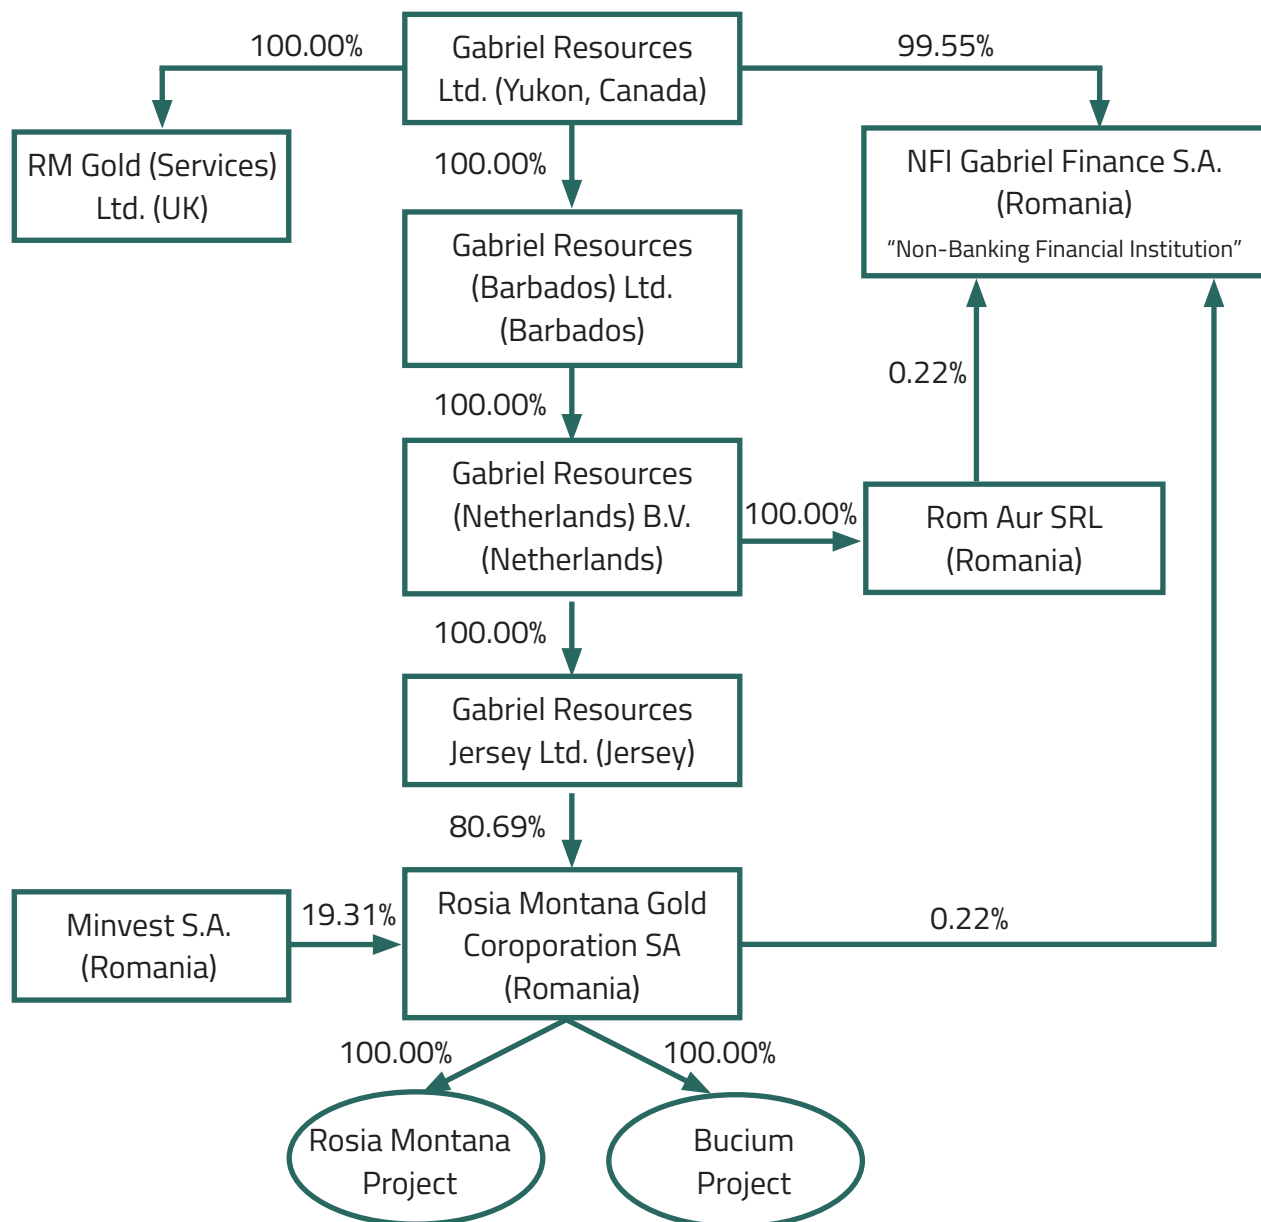 100.00%
Gabriel Resources
Ltd. (Yukon, Canada)
99.55%
RM Gold (Services)
Ltd. (UK)
100.00%
NFI Gabriel Finance S.A.
(Romania)
“Non-Banking Financial Institution”
Gabriel Resources
(Barbados) Ltd.
(Barbados)
0.22%
100.00%
Gabriel Resources
(Netherlands) B.V.
(Netherlands)
100.00%
Rom Aur SRL
(Romania)
100.00%
Gabriel Resources
Jersey Ltd. (Jersey)
80.69%
Minvest S.A.
(Romania)
19.31%
Rosia Montana Gold
Coroporation SA
(Romania)
0.22%
100.00%
100.00%
Rosia Montana
Project
Bucium
Project